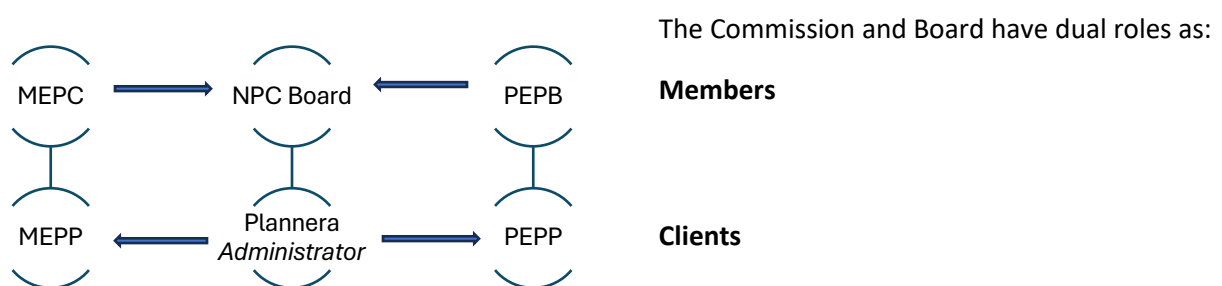 The Commission and Board have dual roles as:
MEPC
NPC Board
PEPB
Members
MEPP
Plannera
Administrator
PEPP
Clients